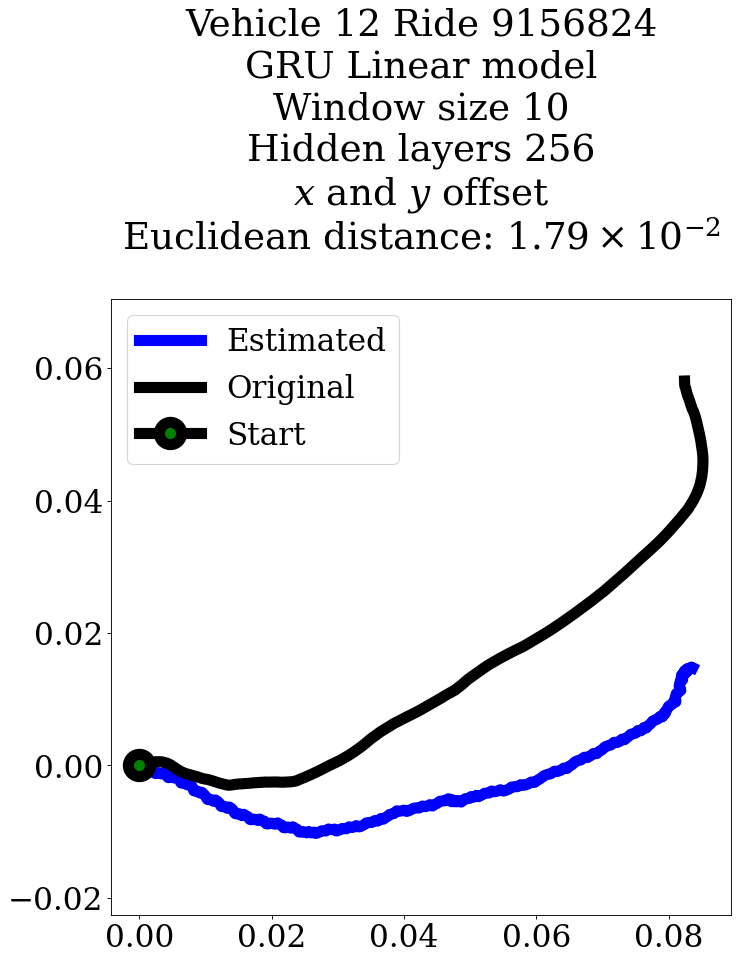 Vehicle 12 Ride 9156824
GRU Linear model
Window size 10
Hidden layers 256
x and y offset
Euclidean distance: 1.79 × 10⁻²
Estimated
Original
Start
0.06
0.04
0.02
0.00
−0.02
0.00 0.02 0.04 0.06 0.08